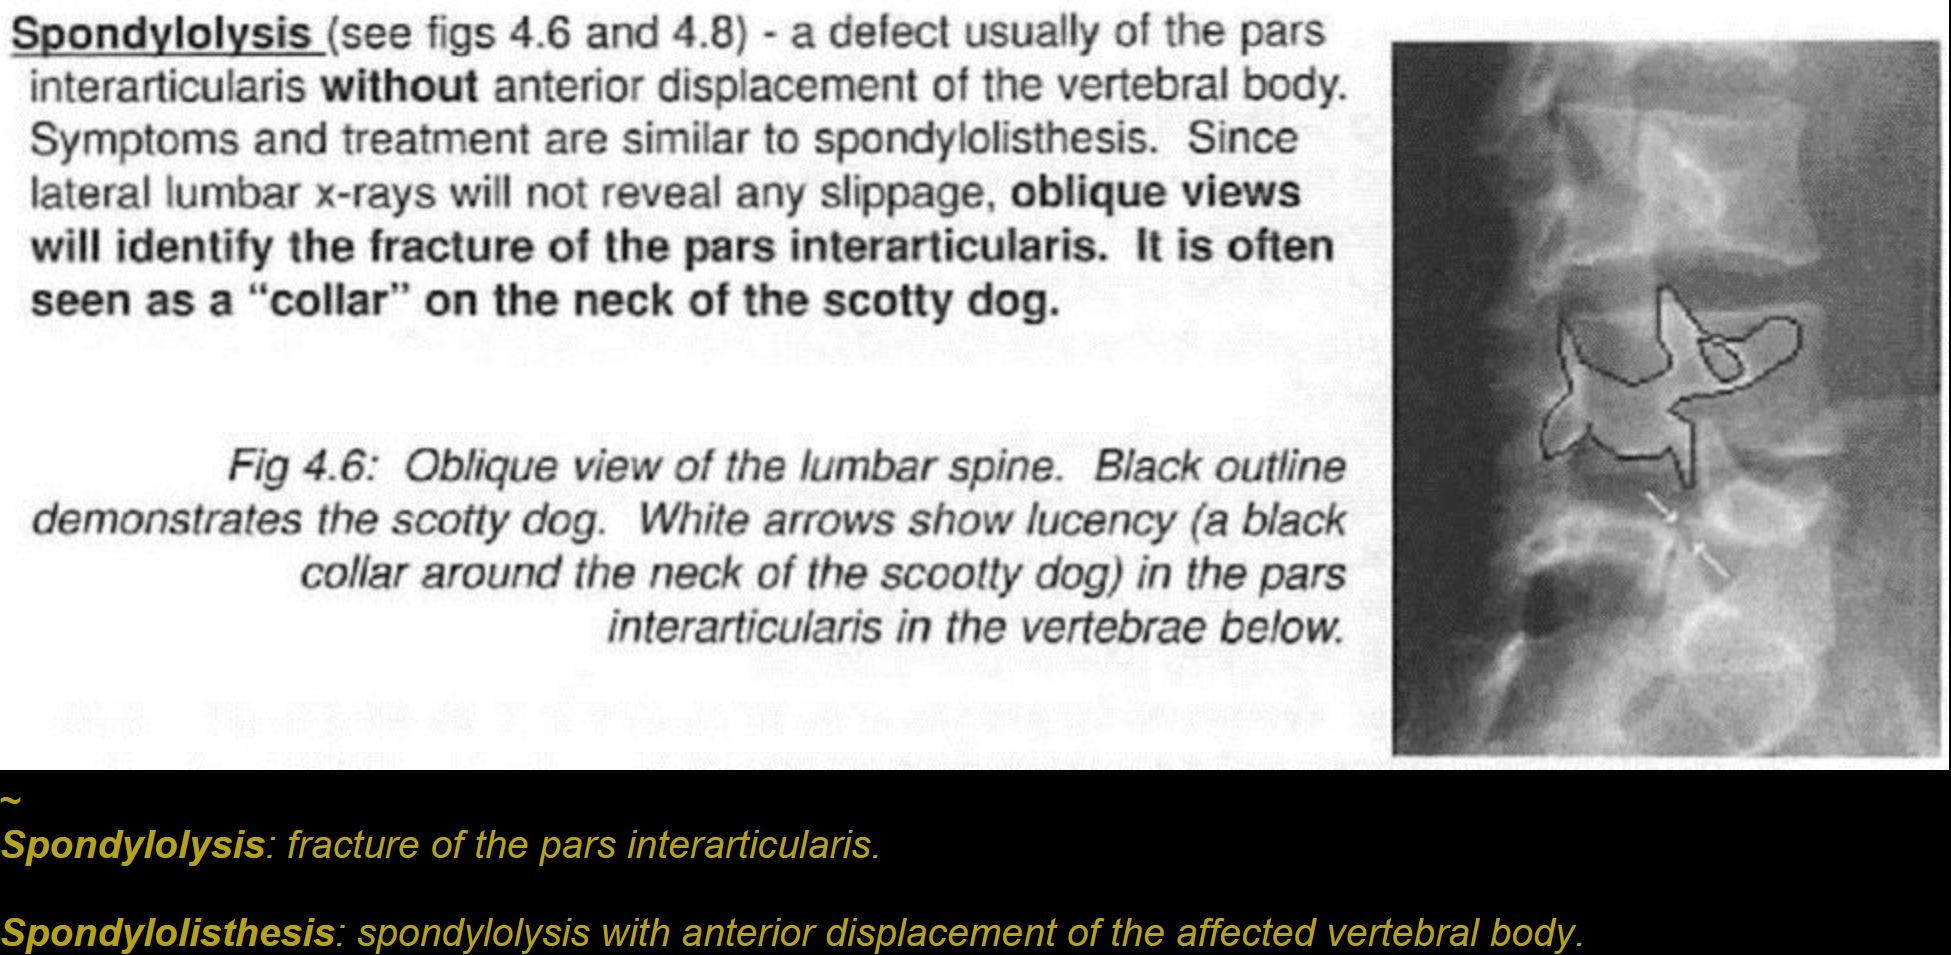 Spondylolysis (see figs 4.6 and 4.8) - a defect usually of the pars
interarticularis without anterior displacement of the vertebral body.
Symptoms and treatment are similar to spondylolisthesis. Since
lateral lumbar x-rays will not reveal any slippage, oblique views
will identify the fracture of the pars interarticularis. It is often
seen as a “collar” on the neck of the scotty dog.
Fig 4.6: Oblique view of the lumbar spine. Black outline
demonstrates the scotty dog. White arrows show lucency (a black
collar around the neck of the scootty dog) in the pars
interarticularis in the vertebrae below.
~
Spondylolysis: fracture of the pars interarticularis.
Spondylolisthesis: spondylolysis with anterior displacement of the affected vertebral body.